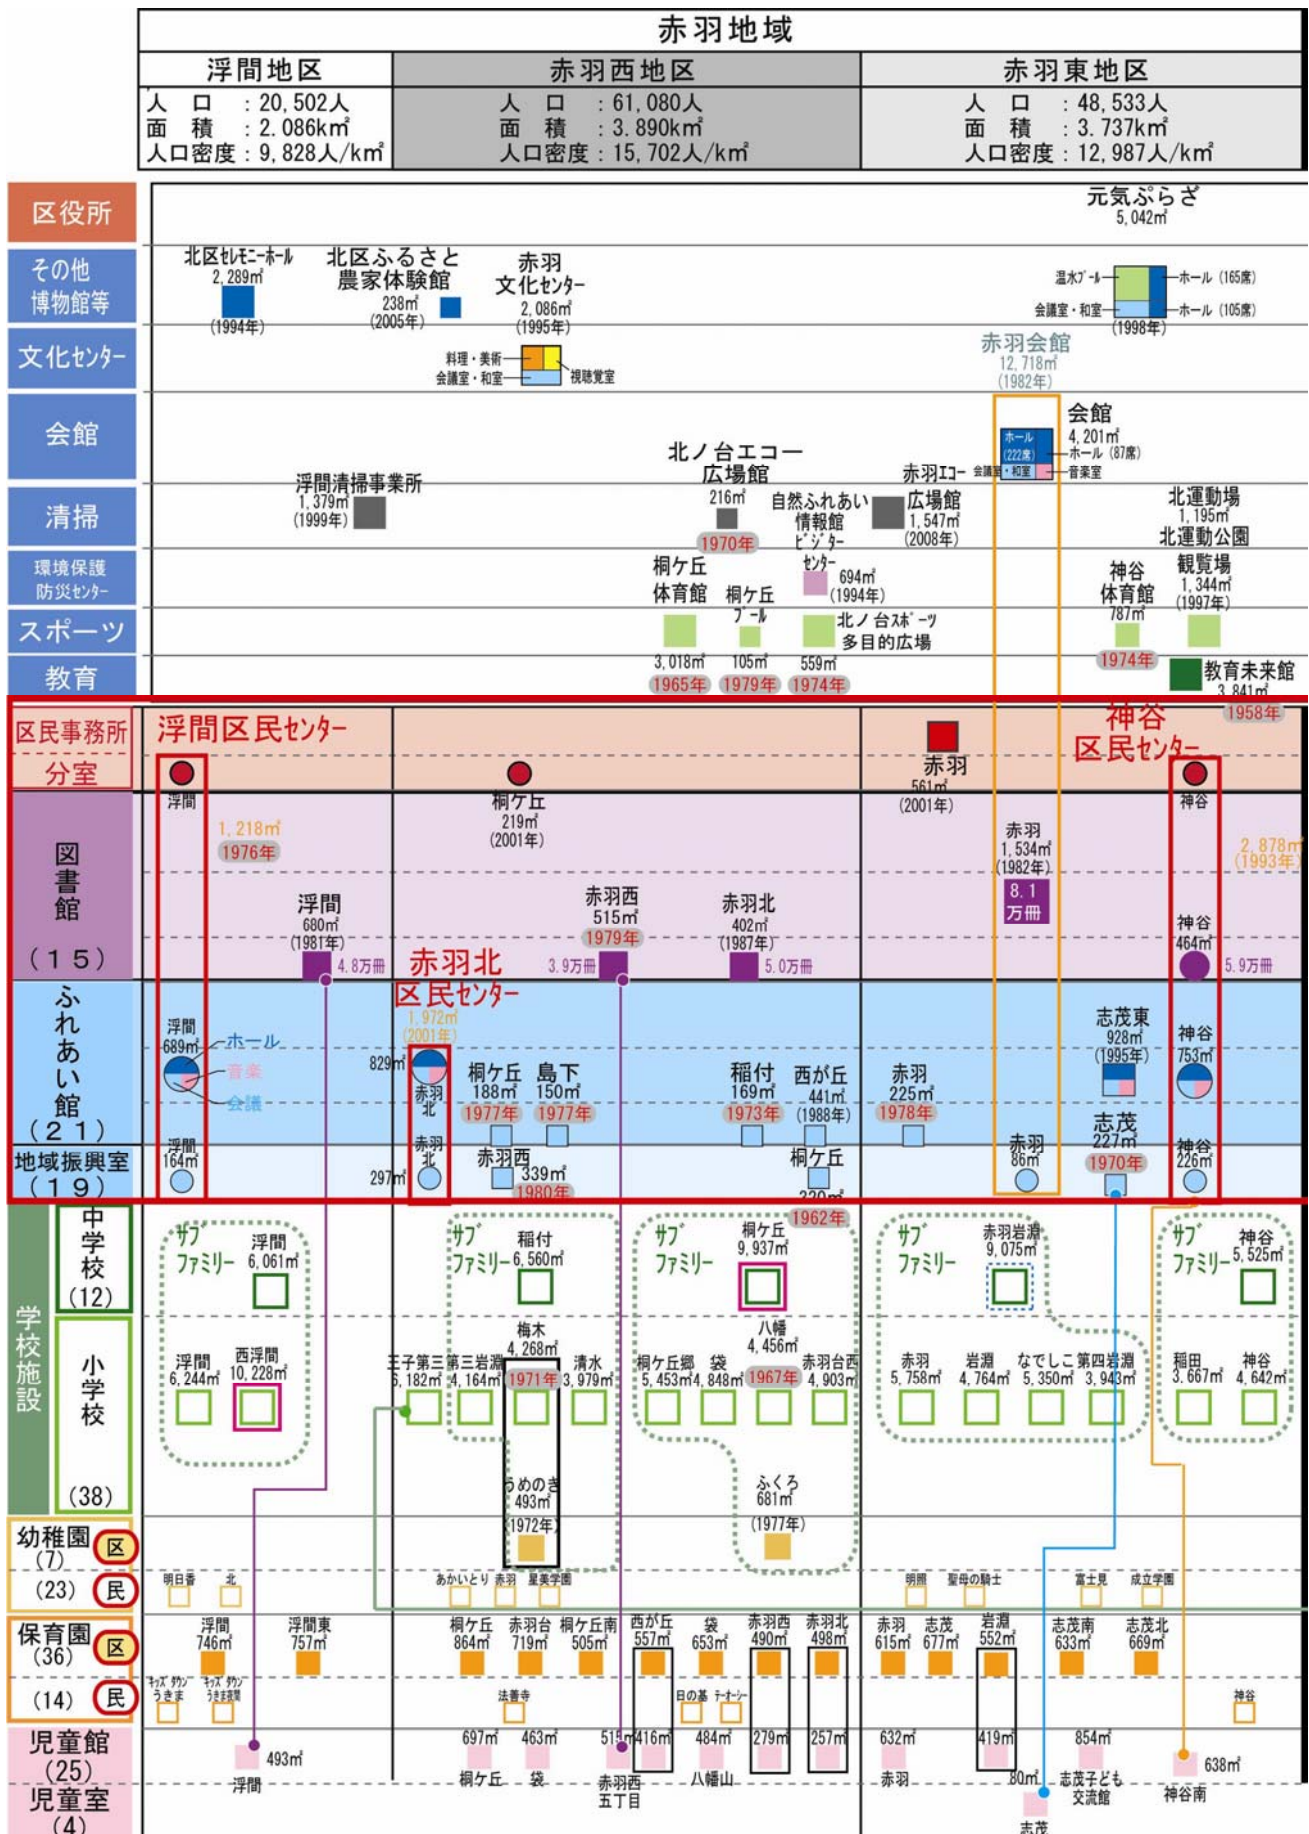 赤羽地域
浮間地区
赤羽西地区
赤羽東地区
人 口 : 20,502人
面 積 : 2.086k㎡
人口密度 : 9,828人/k㎡
人 口 : 61,080人
面 積 : 3.890k㎡
人口密度 : 15,702人/k㎡
人 口 : 48,533人
面 積 : 3.737k㎡
人口密度 : 12,987人/k㎡
区役所
元気ぷらざ
5,042㎡
その他
博物館等
北区セレモニーホール
2,289㎡
(1994年)
北区ふるさと
農家体験館
238㎡
(2005年)
赤羽
文化センター
2,086㎡
(1995年)
温水プール
ホール (165席)
会議室・和室
ホール (105席)
(1998年)
文化センター
料理・美術
会議室・和室
視聴覚室
赤羽会館
12,718㎡
(1982年)
会館
ホール
(222席)
会館
4,201㎡
ホール (87席)
会議室・和室
音楽室
清掃
浮間清掃事業所
1,379㎡
(1999年)
北ノ台エコー
広場館
216㎡
1970年
赤羽エコー
広場館
1,547㎡
(2008年)
北運動場
1,195㎡
環境保護
防災センター
自然ふれあい
情報館
ビジター
センター
694㎡
(1994年)
北運動公園
観覧場
1,344㎡
(1997年)
スポーツ
桐ケ丘
体育館
3,018㎡
1965年
桐ケ丘
プール
105㎡
1979年
北ノ台スポーツ
多目的広場
559㎡
1974年
神谷
体育館
787㎡
1974年
教育
教育未来館
3,841㎡
1958年
区民事務所
分室
浮間区民センター
浮間
桐ケ丘
219㎡
(2001年)
赤羽
561㎡
(2001年)
神谷
区民センター
神谷
図書館
(15)
1,218㎡
1976年
浮間
680㎡
(1981年)
4.8万冊
赤羽西
515㎡
1979年
3.9万冊
赤羽北
402㎡
(1987年)
5.0万冊
赤羽
1,534㎡
(1982年)
8.1
万冊
2,878㎡
(1993年)
神谷
464㎡
5.9万冊
ふれあい館
(21)
浮間
689㎡
ホール
音楽
会議
赤羽北
区民センター
1,972㎡
(2001年)
829㎡
赤羽
北
桐ケ丘
188㎡
1977年
島下
150㎡
1977年
稲付
169㎡
1973年
西が丘
441㎡
(1988年)
赤羽
225㎡
1978年
志茂東
928㎡
(1995年)
神谷
753㎡
地域振興室
(19)
浮間
164㎡
赤羽
北
297㎡
赤羽西
339㎡
1980年
桐ケ丘
320㎡
1962年
赤羽
86㎡
志茂
227㎡
1970年
神谷
226㎡
学校施設
中学校
(12)
サブ
ファミリー
浮間
6,061㎡
サブ
ファミリー
稲付
6,560㎡
サブ
ファミリー
桐ケ丘
9,937㎡
サブ
ファミリー
赤羽岩淵
9,075㎡
サブ
ファミリー
神谷
5,525㎡
小学校
(38)
浮間
6,244㎡
西浮間
10,228㎡
王子第三
5,182㎡
第三岩淵
4,164㎡
梅木
4,268㎡
1971年
清水
3,979㎡
桐ケ丘郷
5,453㎡
袋
4,848㎡
八幡
4,456㎡
1967年
赤羽台西
4,903㎡
赤羽
5,758㎡
岩淵
4,764㎡
なでしこ
5,350㎡
第四岩淵
3,943㎡
稲田
3.667㎡
神谷
4,642㎡
幼稚園
(7)
区
うめのき
493㎡
(1972年)
ふくろ
681㎡
(1977年)
(23)
民
明日香
北
あかいとり
赤羽
星美学園
明照
聖母の騎士
富士見
成立学園
保育園
(36)
区
浮間
746㎡
浮間東
757㎡
桐ケ丘
864㎡
赤羽台
719㎡
桐ケ丘南
505㎡
西が丘
557㎡
袋
653㎡
赤羽西
490㎡
赤羽北
498㎡
赤羽
615㎡
志茂
677㎡
岩淵
552㎡
志茂南
633㎡
志茂北
669㎡
(14)
民
キッズ タウン
うきま
キッズ タウン
うきま夜間
法善寺
日の基
テーオーシー
神谷
児童館
(25)
493㎡
浮間
697㎡
桐ケ丘
463㎡
袋
515㎡
赤羽西
五丁目
416㎡
484㎡
八幡山
279㎡
257㎡
632㎡
赤羽
419㎡
854㎡
志茂子ども
交流館
638㎡
神谷南
児童室
(4)
80㎡
志茂